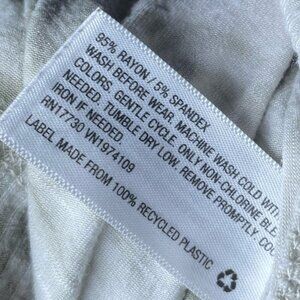 95% RAYON / 5% SPANDEX
WASH BEFORE WEAR. MACHINE WASH COLD WITH
COLORS. GENTLE CYCLE. ONLY NON-CHLORINE BLE
NEEDED. TUMBLE DRY LOW. REMOVE PROMPTLY. CO
IRON IF NEEDED
RN17730 VN1974109
LABEL MADE FROM 100% RECYCLED PLASTIC